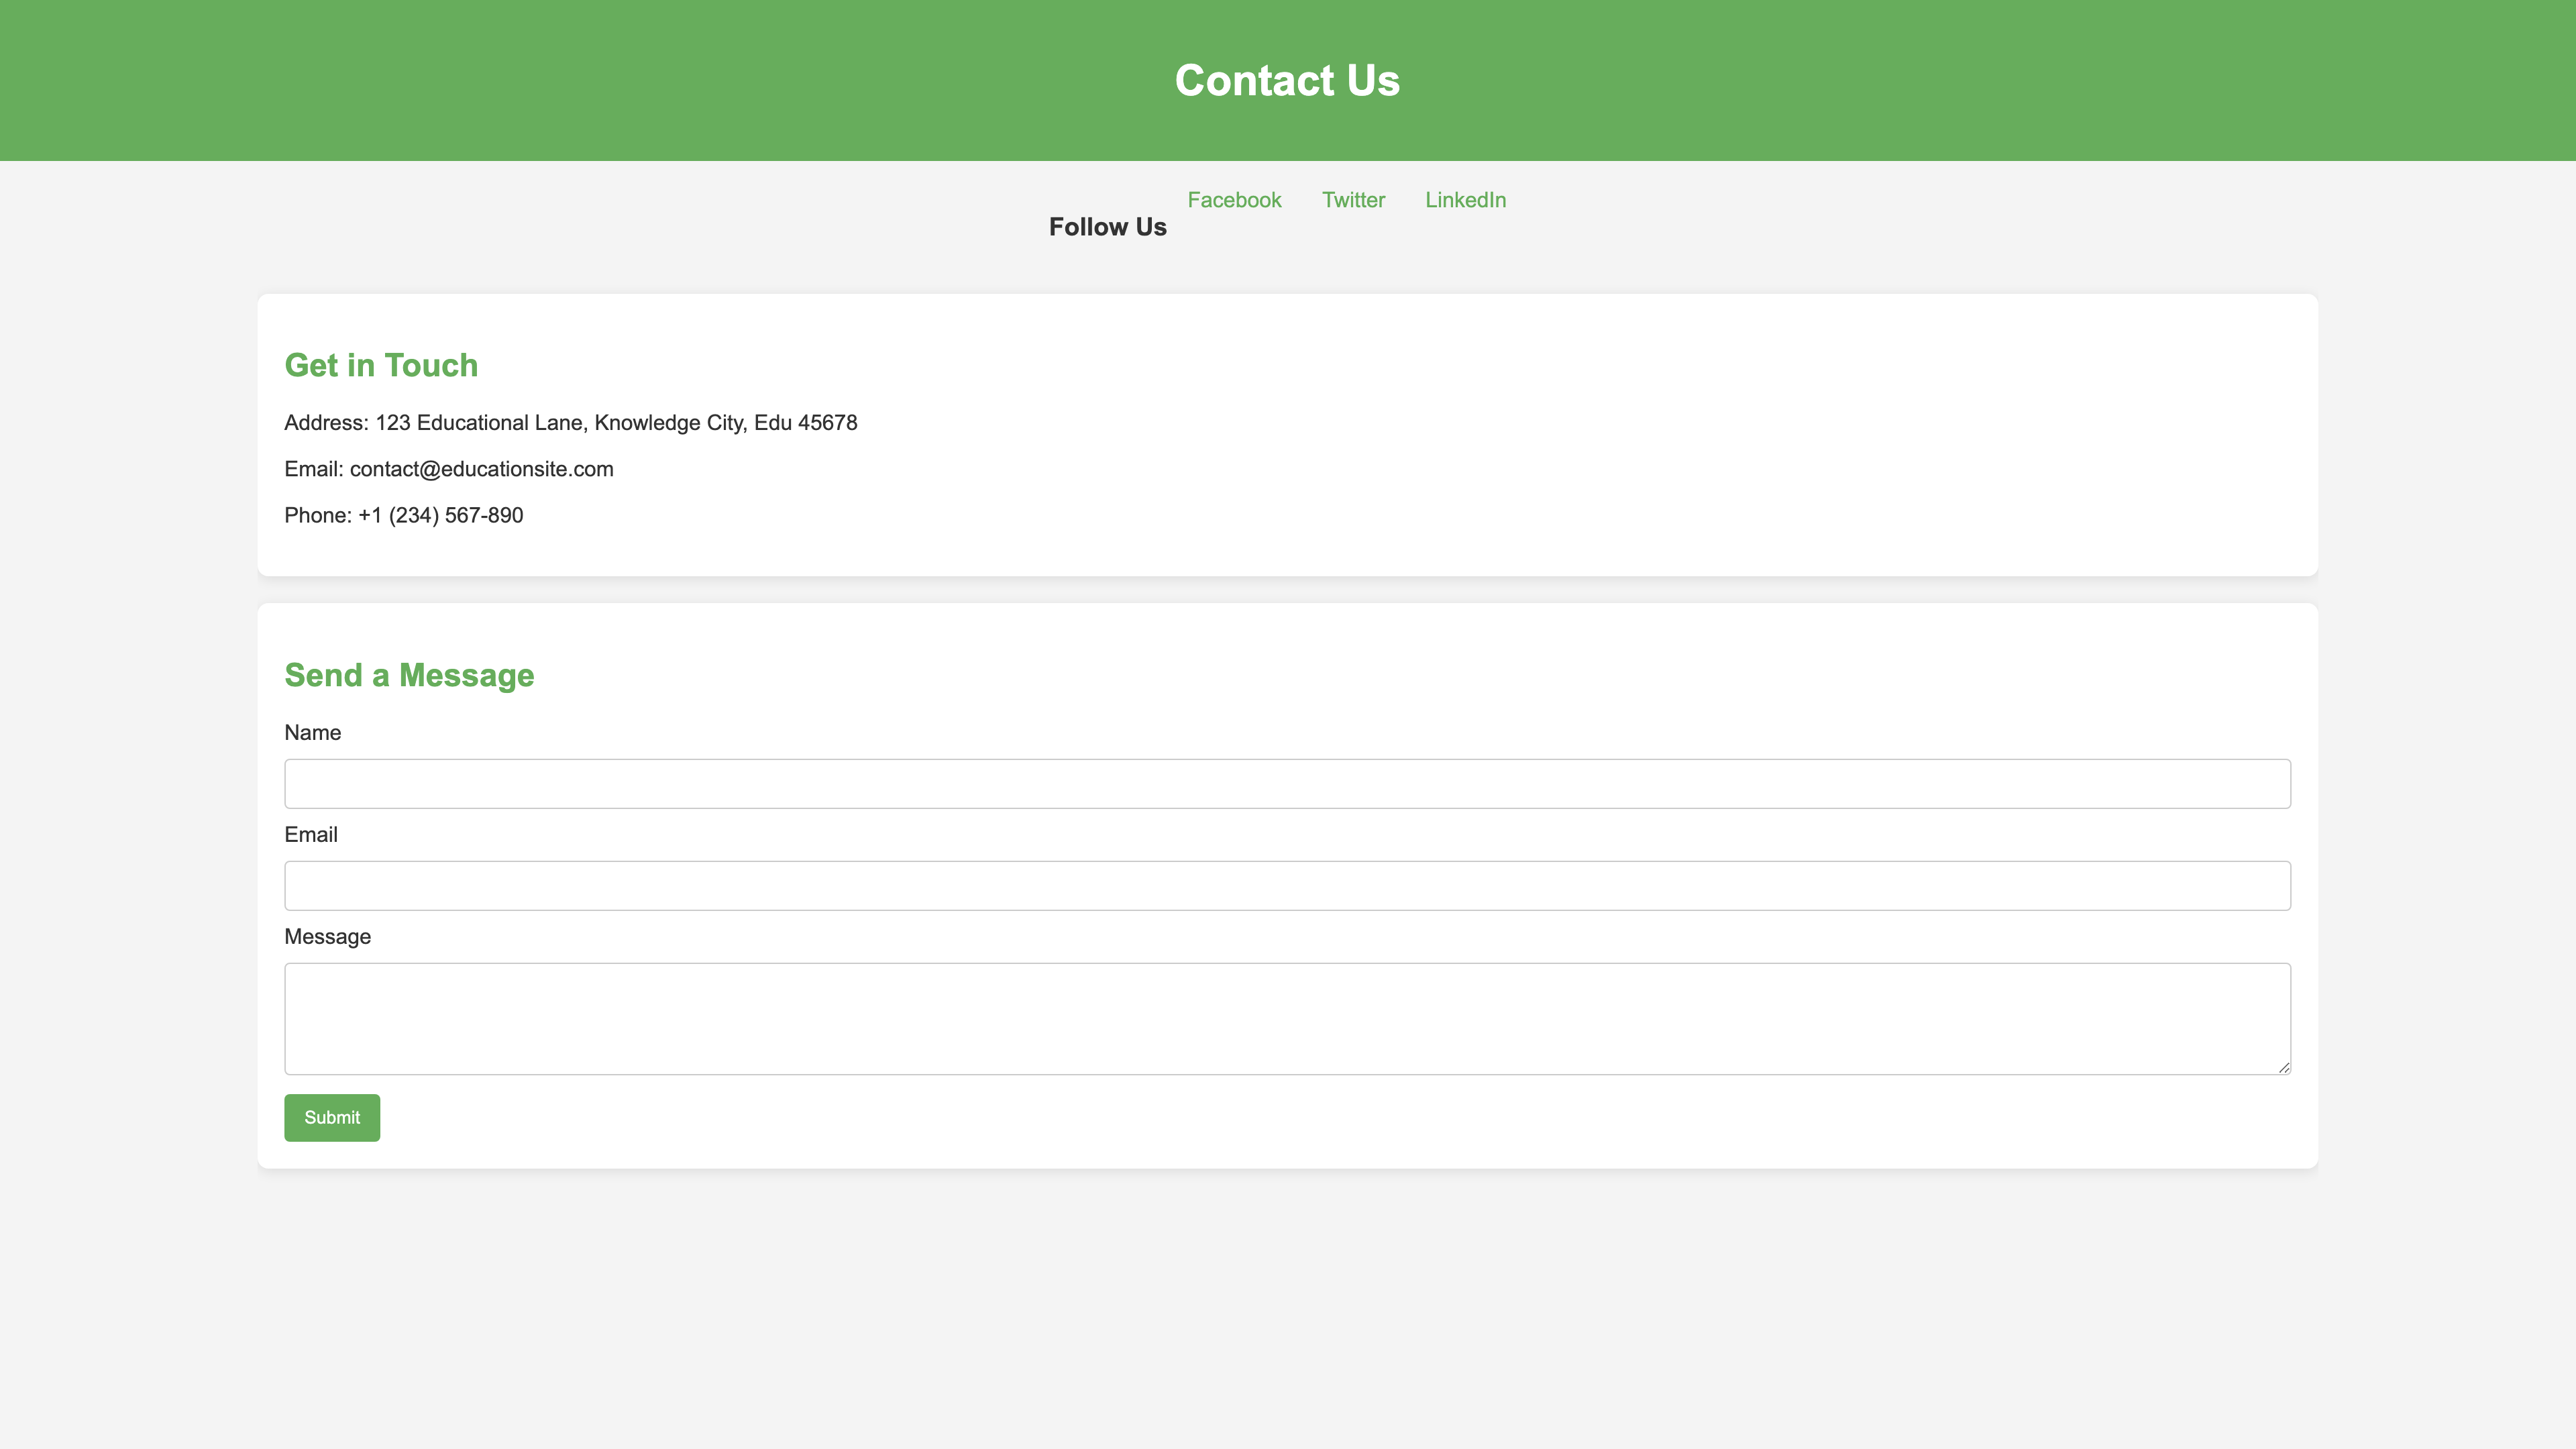 Contact Us
Facebook Twitter LinkedIn
Follow Us
Get in Touch
Address: 123 Educational Lane, Knowledge City, Edu 45678
Email: contact@educationsite.com
Phone: +1 (234) 567-890
Send a Message
Name
Email
Message
Submit